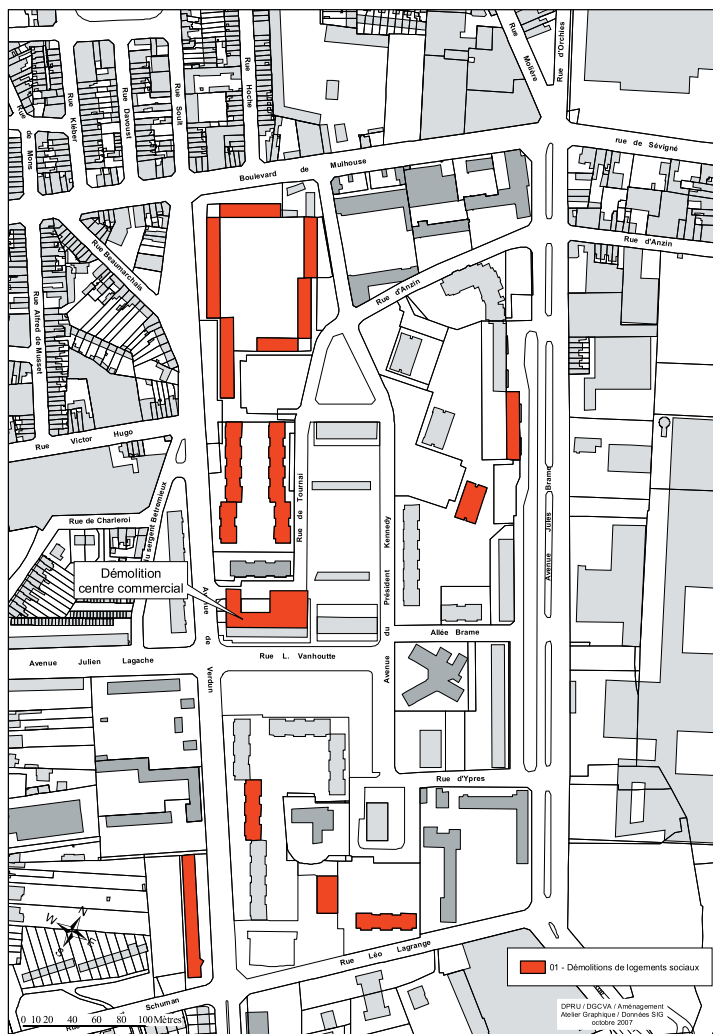 Rue Molière
Rue d'Orchies
Rue Hoche
Rue Soult
Rue Davoust
Rue Kléber
de Mons
rue de Sévigné
Boulevard de Mulhouse
Rue d'Anzin
Rue Beaumarchais
Rue d'Anzin
Rue Alfred de Musset
Rue Victor Hugo
Rue de Tournai
Avenue Jules Brame
Rue de Charleroi
du sergent Betromieux
Avenue du Président Kennedy
Démolition
centre commercial
Avenue de Verdun
Allée Brame
Avenue Julien Lagache
Rue L. Vanhoutte
Rue d'Ypres
N
W
E
S
Rue Léo Lagrange
01 - Démolitions de logements sociaux
Schuman
0 10 20 40 60 80 100 Mètres
DPRU / DGCVA / Aménagement
Atelier Graphique / Données SIG
octobre 2007